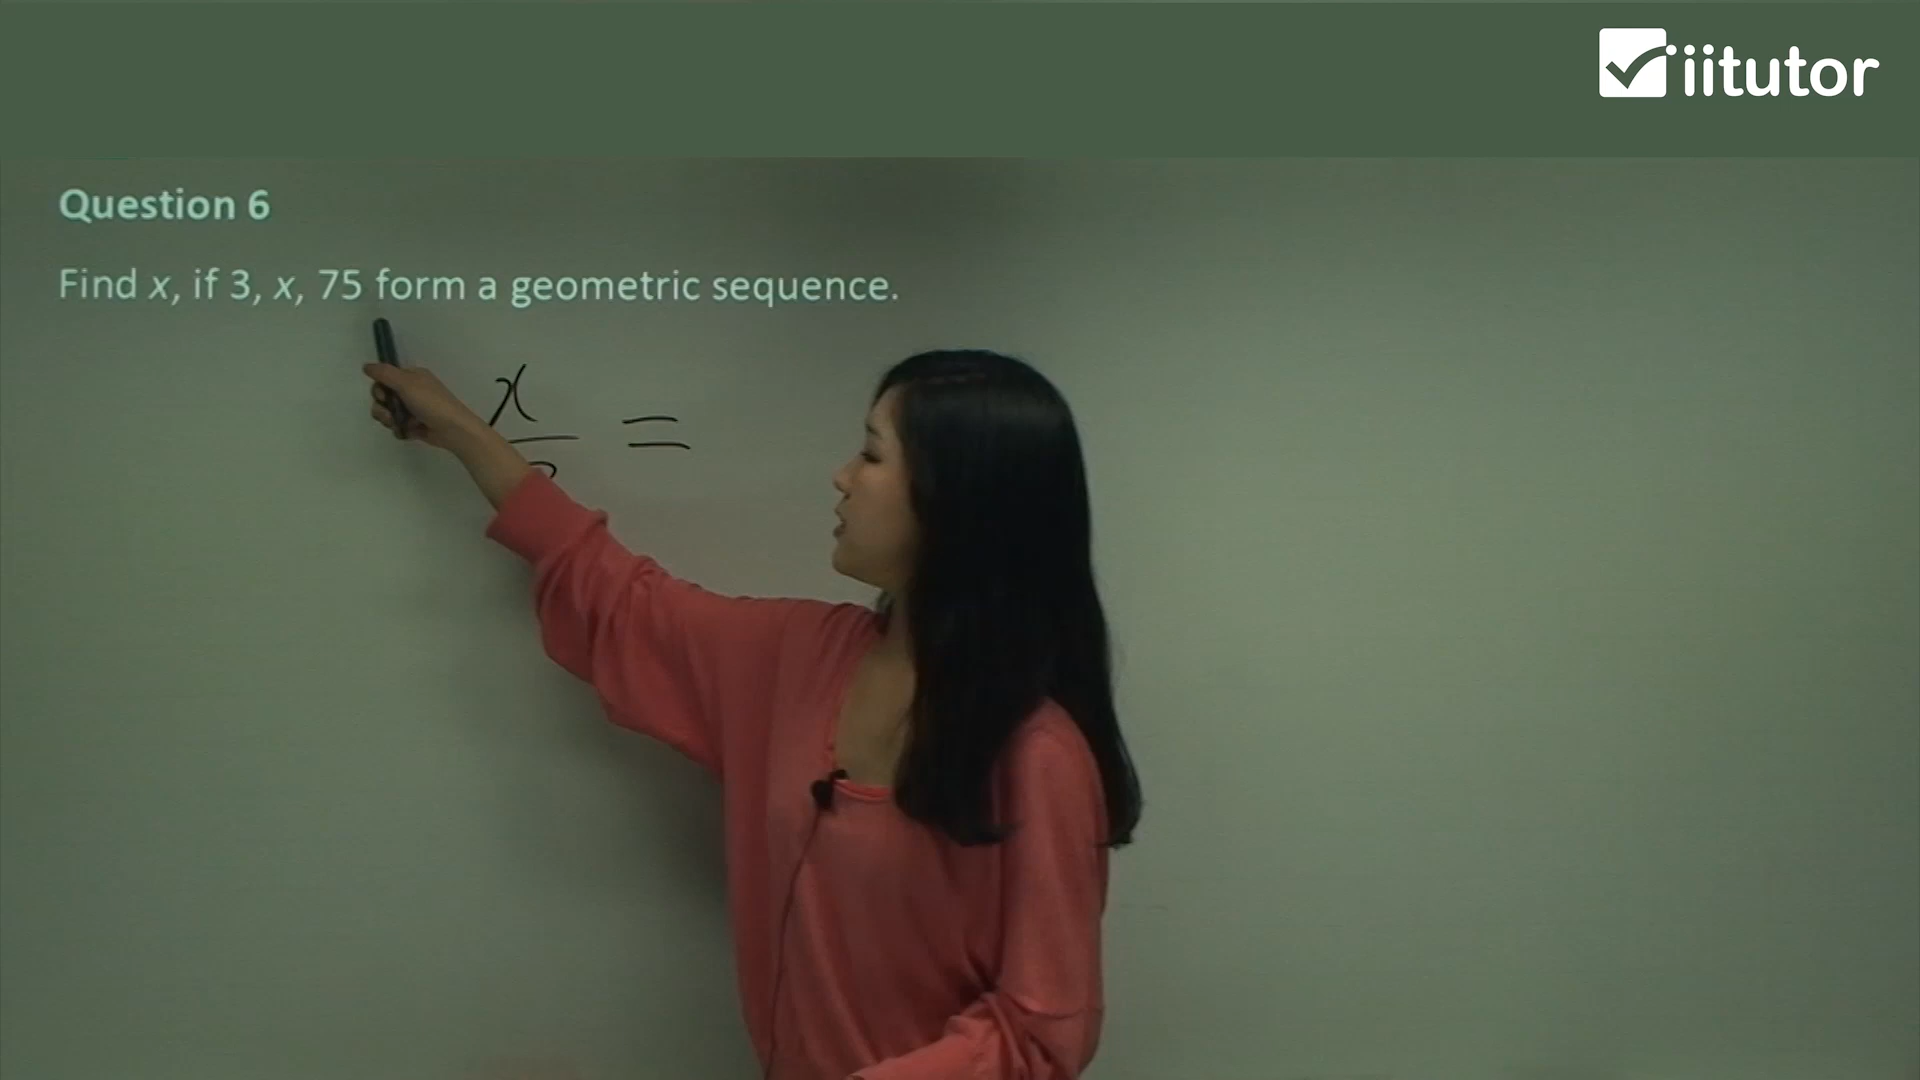 iitutor
Question 6
Find x, if 3, x, 75 form a geometric sequence.
x
=